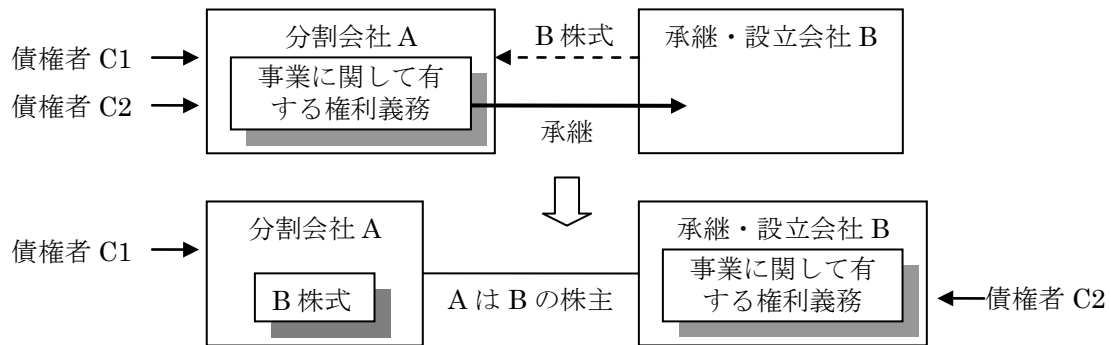 分割会社 A
B 株式
承継・設立会社 B
債権者 C1
事業に関して有
する権利義務
債権者 C2
承継
分割会社 A
承継・設立会社 B
債権者 C1
事業に関して有
する権利義務
B 株式
A は B の株主
債権者 C2